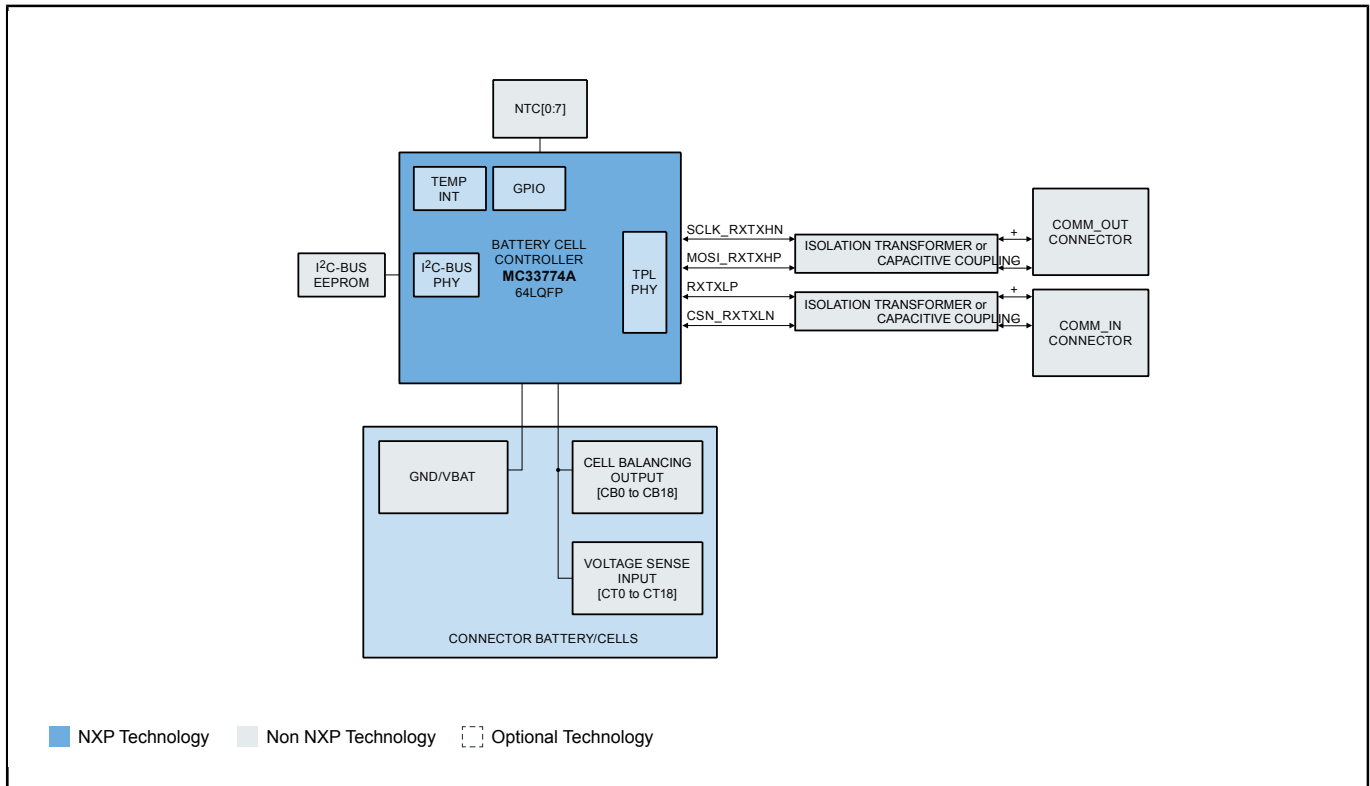 NTC[0:7]
TEMP
INT
GPIO
BATTERY CELL
CONTROLLER
MC33774A
64LQFP
I²C-BUS
EEPROM
I²C-BUS
PHY
TPL
PHY
SCLK_RXTXHN
MOSI_RXTXHP
RXTXLP
CSN_RXTXLN
ISOLATION TRANSFORMER or
CAPACITIVE COUPLING
+
-
COMM_OUT
CONNECTOR
ISOLATION TRANSFORMER or
CAPACITIVE COUPLING
+
-
COMM_IN
CONNECTOR
GND/VBAT
CELL BALANCING
OUTPUT
[CB0 to CB18]
VOLTAGE SENSE
INPUT
[CT0 to CT18]
CONNECTOR BATTERY/CELLS
NXP Technology
Non NXP Technology
Optional Technology